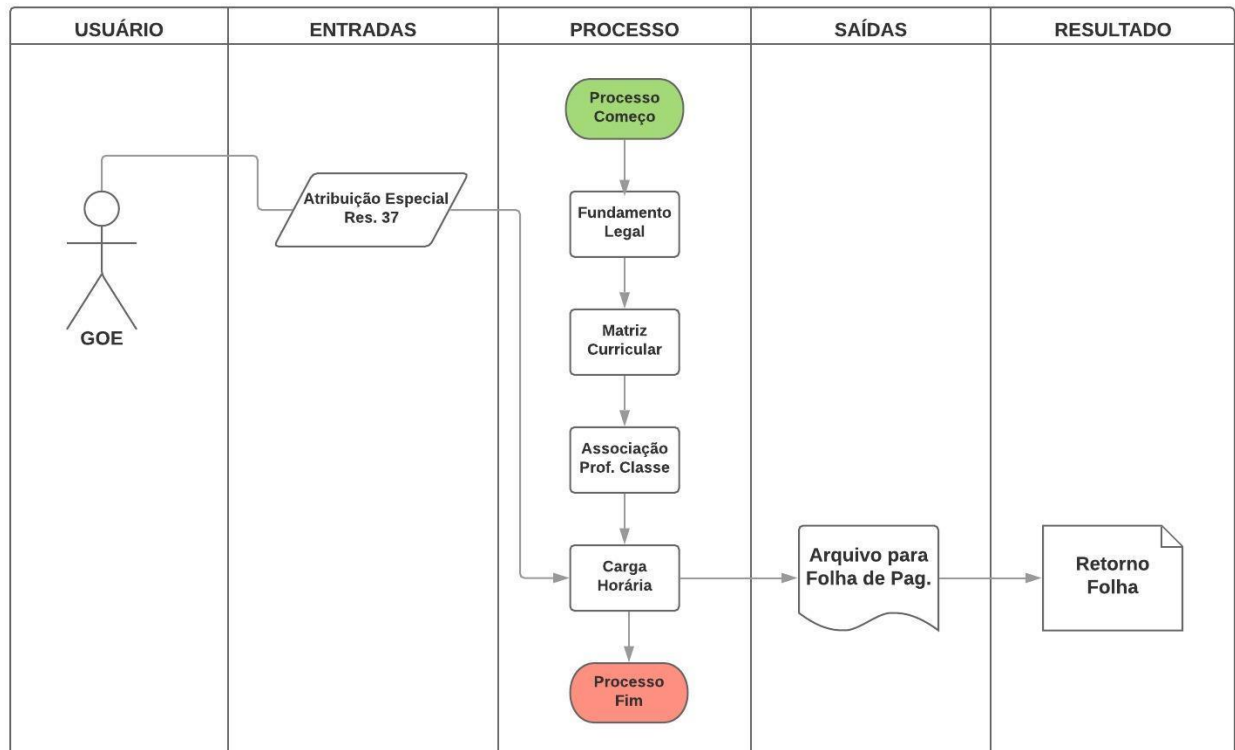 USUÁRIO
ENTRADAS
PROCESSO
SAÍDAS
RESULTADO
Processo
Começo
Atribuição Especial
Res. 37
Fundamento
Legal
GOE
Matriz
Curricular
Associação
Prof. Classe
Carga
Horária
Arquivo para
Folha de Pag.
Retorno
Folha
Processo
Fim